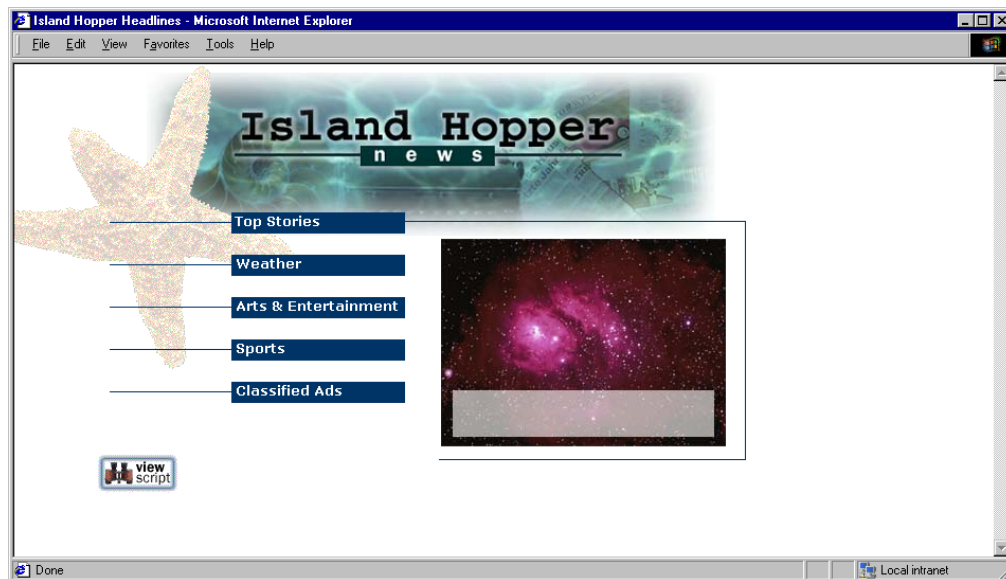 Island Hopper Headlines - Microsoft Internet Explorer
File Edit View Favorites Tools Help
Island Hopper
news
Top Stories
Weather
Arts & Entertainment
Sports
Classified Ads
view
script
Done
Local intranet